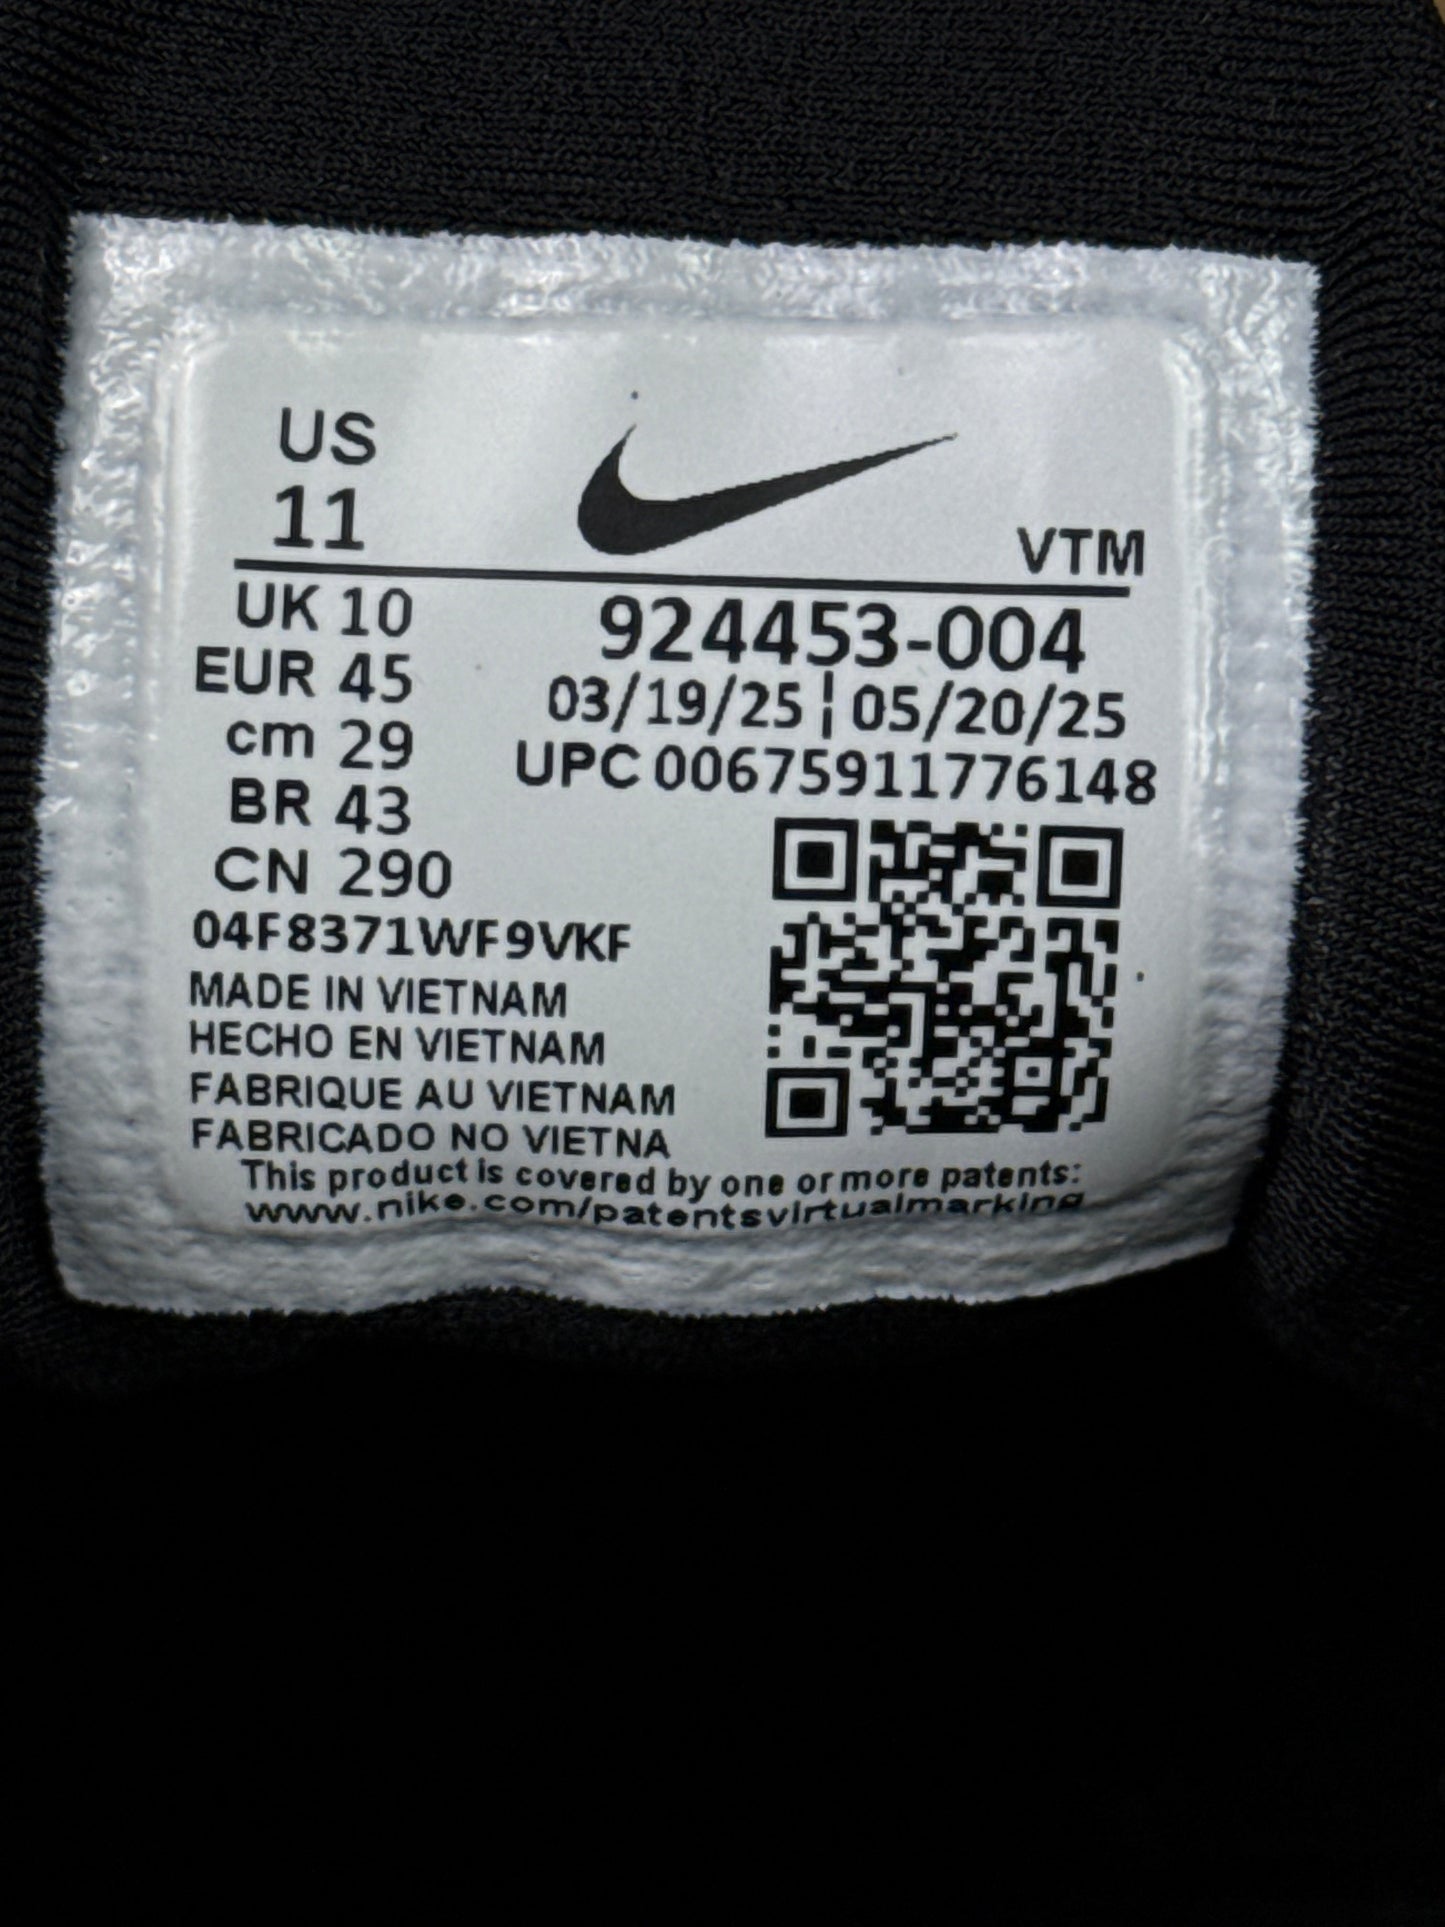 US
11
VTM
UK 10
924453-004
EUR 45
03/19/25 ¦ 05/20/25
cm 29
UPC 00675911776148
BR 43
CN 290
04F8371WF9VKF
MADE IN VIETNAM
HECHO EN VIETNAM
FABRIQUE AU VIETNAM
FABRICADO NO VIETNA
This product is covered by one or more patents:
www.nike.com/patentsvirtualmarking